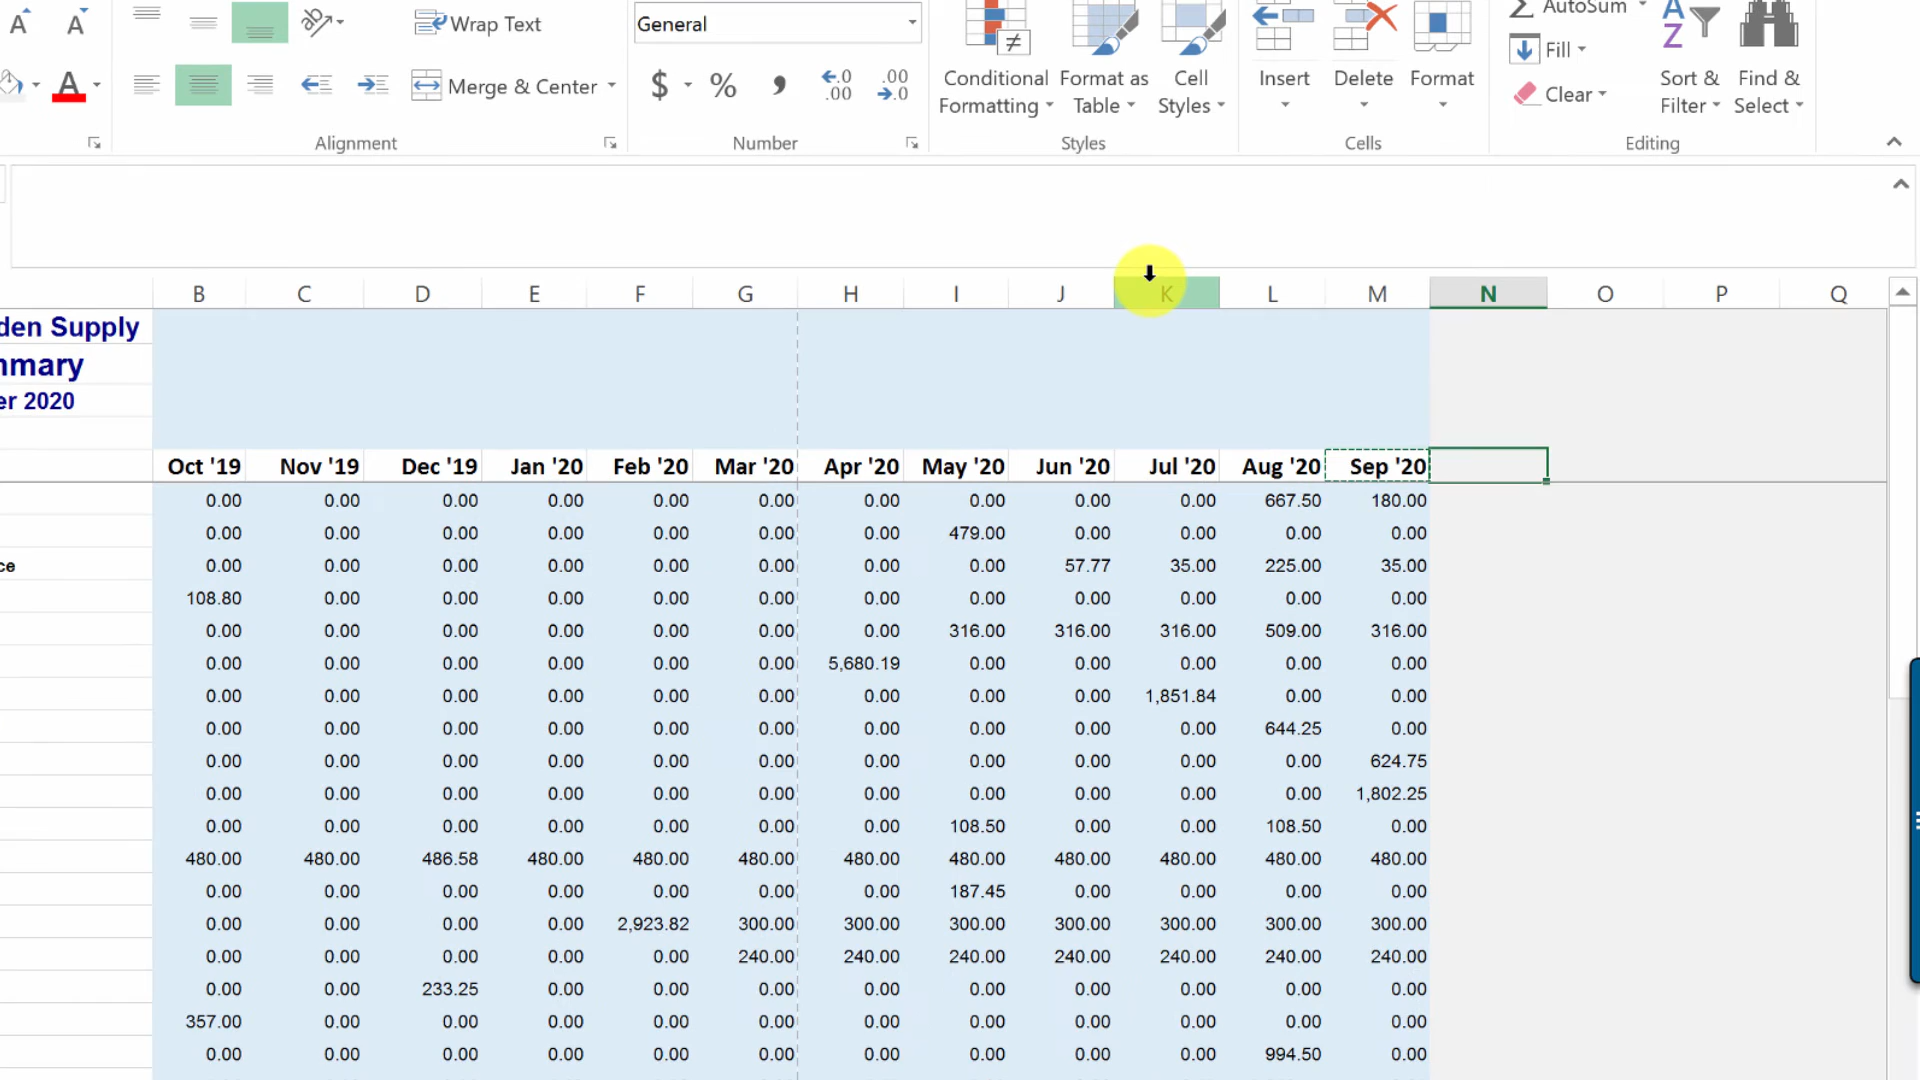 A A Wrap Text General Σ AutoSum A Z
Fill
A Merge & Center $ % , ←.0 .00 .00 →.0 Conditional Formatting Format as Table Cell Styles Insert Delete Format Clear Sort & Filter Find & Select
Alignment Number Styles Cells Editing
B C D E F G H I J K L M N O P Q
den Supply
mmary
er 2020
Oct '19 Nov '19 Dec '19 Jan '20 Feb '20 Mar '20 Apr '20 May '20 Jun '20 Jul '20 Aug '20 Sep '20
0.00 0.00 0.00 0.00 0.00 0.00 0.00 0.00 0.00 0.00 667.50 180.00
0.00 0.00 0.00 0.00 0.00 0.00 0.00 479.00 0.00 0.00 0.00 0.00
ce 0.00 0.00 0.00 0.00 0.00 0.00 0.00 0.00 57.77 35.00 225.00 35.00
108.80 0.00 0.00 0.00 0.00 0.00 0.00 0.00 0.00 0.00 0.00 0.00
0.00 0.00 0.00 0.00 0.00 0.00 0.00 316.00 316.00 316.00 509.00 316.00
0.00 0.00 0.00 0.00 0.00 0.00 5,680.19 0.00 0.00 0.00 0.00 0.00
0.00 0.00 0.00 0.00 0.00 0.00 0.00 0.00 0.00 1,851.84 0.00 0.00
0.00 0.00 0.00 0.00 0.00 0.00 0.00 0.00 0.00 0.00 644.25 0.00
0.00 0.00 0.00 0.00 0.00 0.00 0.00 0.00 0.00 0.00 0.00 624.75
0.00 0.00 0.00 0.00 0.00 0.00 0.00 0.00 0.00 0.00 0.00 1,802.25
0.00 0.00 0.00 0.00 0.00 0.00 0.00 108.50 0.00 0.00 108.50 0.00
480.00 480.00 486.58 480.00 480.00 480.00 480.00 480.00 480.00 480.00 480.00 480.00
0.00 0.00 0.00 0.00 0.00 0.00 0.00 187.45 0.00 0.00 0.00 0.00
0.00 0.00 0.00 0.00 2,923.82 300.00 300.00 300.00 300.00 300.00 300.00 300.00
0.00 0.00 0.00 0.00 0.00 240.00 240.00 240.00 240.00 240.00 240.00 240.00
0.00 0.00 233.25 0.00 0.00 0.00 0.00 0.00 0.00 0.00 0.00 0.00
357.00 0.00 0.00 0.00 0.00 0.00 0.00 0.00 0.00 0.00 0.00 0.00
0.00 0.00 0.00 0.00 0.00 0.00 0.00 0.00 0.00 0.00 994.50 0.00